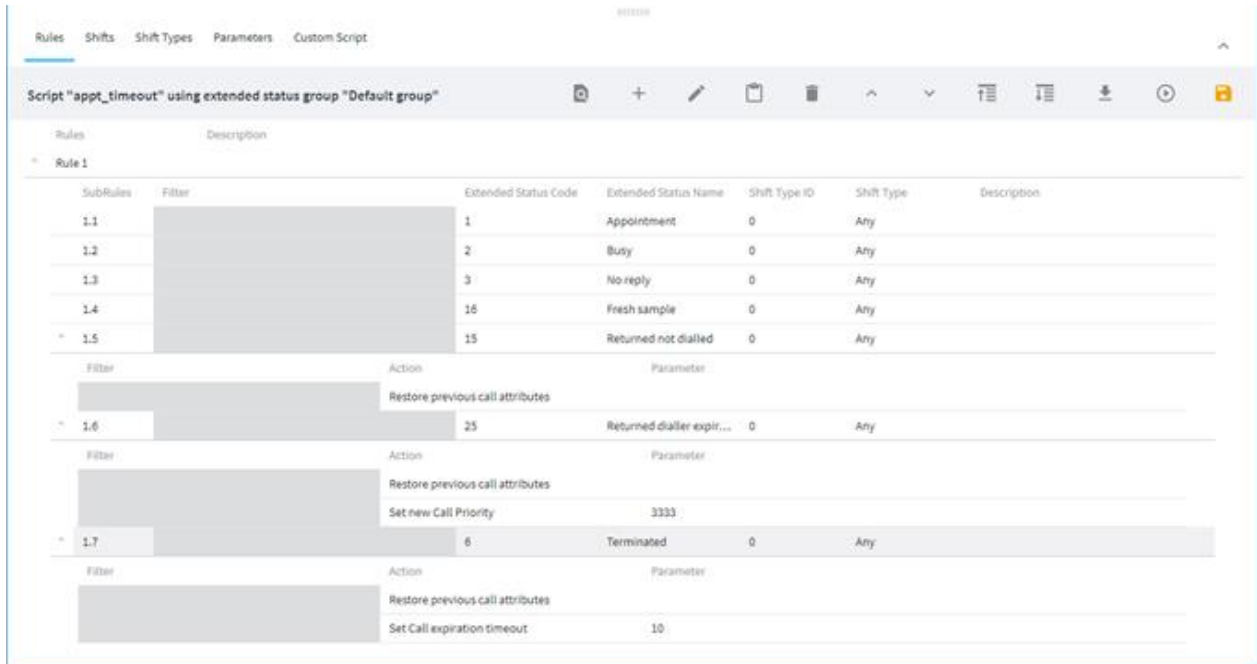 Rules Shifts Shift Types Parameters Custom Script
Script "appt_timeout" using extended status group "Default group"
Rules Description
Rule 1
SubRules Filter Extended Status Code Extended Status Name Shift Type ID Shift Type Description
1.1 1 Appointment 0 Any
1.2 2 Busy 0 Any
1.3 3 No reply 0 Any
1.4 16 Fresh sample 0 Any
1.5 15 Returned not dialled 0 Any
Filter Action Parameter
Restore previous call attributes
1.6 25 Returned dialler expir... 0 Any
Filter Action Parameter
Restore previous call attributes
Set new Call Priority 3333
1.7 6 Terminated 0 Any
Filter Action Parameter
Restore previous call attributes
Set Call expiration timeout 10